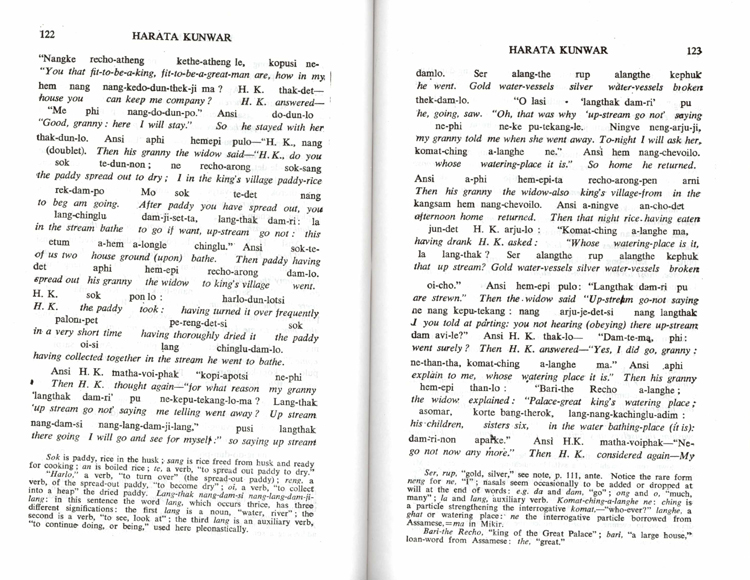 122 HARATA KUNWAR
"Nangke recho-atheng kethe-atheng le, kopusi ne-
"You that fit-to-be-a-king, fit-to-be-a-great-man are, how in my
hem nang nang-kedo-dun-thek-ji ma ? H. K. thak-det—
house you can keep me company ? H. K. answered—
"Me phi nang-do-dun-po." Ansi do-dun-lo
"Good, granny : here I will stay." So he stayed with her
thak-dun-lo. Ansi aphi hemepi pulo—"H. K., nang
(doublet). Then his granny the widow said—"H. K., do you
sok te-dun-non ; ne recho-arong sok-sang
the paddy spread out to dry ; I in the king's village paddy-rice
rek-dam-po Mo sok te-det nang
to beg am going. After paddy you have spread out, you
lang-chinglu dam-ji-set-ta, lang-thak dam-ri : la
in the stream bathe to go if want, up-stream go not : this
etum a-hem a-longle chinglu." Ansi sok-te-
of us two house ground (upon) bathe. Then paddy having
det aphi hem-epi recho-arong dam-lo.
spread out his granny the widow to king's village went.
H. K. sok pon lo : harlo-dun-lotsi
H. K. the paddy took : having turned it over frequently
palom-pet pe-reng-det-si sok
in a very short time having thoroughly dried it the paddy
oi-si lang chinglu-dam-lo.
having collected together in the stream he went to bathe.
Ansi H. K. matha-voi-phak "kopi-apotsi ne-phi
Then H. K. thought again—"for what reason my granny
'langthak dam-ri' pu ne-kepu-tekang-lo-ma ? Lang-thak
'up stream go not' saying me telling went away ? Up stream
nang-dam-si nang-lang-dam-ji-lang," pusi langthak
there going I will go and see for myself :" so saying up stream
Sok is paddy, rice in the husk ; sang is rice freed from husk and ready
for cooking ; an is boiled rice ; te, a verb, "to spread out paddy to dry."
"Harlo," a verb, "to turn over" (the spread-out paddy) ; reng, a
verb, of the spread-out paddy, "to become dry" ; oi, a verb, "to collect
into a heap" the dried paddy. Lang-thak nang-dam-si nang-lang-dam-ji-
lang : in this sentence the word lang, which occurs thrice, has three
different significations : the first lang is a noun, "water, river" ; the
second is a verb, "to see, look at" ; the third lang is an auxiliary verb,
"to continue doing, or being," used here pleonastically.
HARATA KUNWAR 123
damlo. Ser alang-the rup alangthe kephuk
he went. Gold water-vessels silver water-vessels broken
thek-dam-lo. "O lasi 'langthak dam-ri' pu
he, going, saw. "Oh, that was why 'up-stream go not' saying
ne-phi ne-ke pu-tekang-le. Ningve neng-arju-ji,
my granny told me when she went away. To-night I will ask her,
komat-ching a-langhe ne." Ansi hem nang-chevoilo.
whose watering-place it is." So home he returned.
Ansi a-phi hem-epi-ta recho-arong-pen arni
Then his granny the widow-also king's village-from in the
kangsam hem nang-chevoilo. Ansi a-ningve an-cho-det
afternoon home returned. Then that night rice having eaten
jun-det H. K. arju-lo : "Komat-ching a-langhe ma,
having drank H. K. asked : "Whose watering-place is it,
la lang-thak ? Ser alangthe rup alangthe kephuk
that up stream? Gold water-vessels silver water-vessels broken
oi-cho." Ansi hem-epi pulo: "Langthak dam-ri pu
are strewn." Then the widow said "Up-stream go-not saying
ne nang kepu-tekang : nang arju-je-det-si nang langthak
I you told at parting: you not hearing (obeying) there up-stream
dam avi-le?" Ansi H. K. thak-lo— "Dam-te-ma, phi:
went surely ? Then H. K. answered—"Yes, I did go, granny :
ne-than-tha, komat-ching a-langhe ma." Ansi aphi
explain to me, whose watering place it is." Then his granny
hem-epi than-lo : "Bari-the Recho a-langhe ;
the widow explained : "Palace-great king's watering place ;
asomar, korte bang-therok, lang-nang-kachinglu-adim :
his children, sisters six, in the water bathing-place (it is):
dam-ri-non apatke." Ansi H.K. matha-voiphak—"Ne-
go not now any more." Then H. K. considered again—My
Ser, rup, "gold, silver," see note, p. 111, ante. Notice the rare form
neng for ne, "I" ; nasals seem occasionally to be added or dropped at
will at the end of words : e.g. da and dam, "go" ; ong and o, "much,
many" ; la and lang, auxiliary verb. Komat-ching-a-langhe ne : ching is
a particle strengthening the interrogative komat,—"who-ever?" langhe, a
ghat or watering place: ne the interrogative particle borrowed from
Assamese,=ma in Mikir.
Bari-the Recho, "king of the Great Palace" ; bari, "a large house,"
loan-word from Assamese : the, "great."